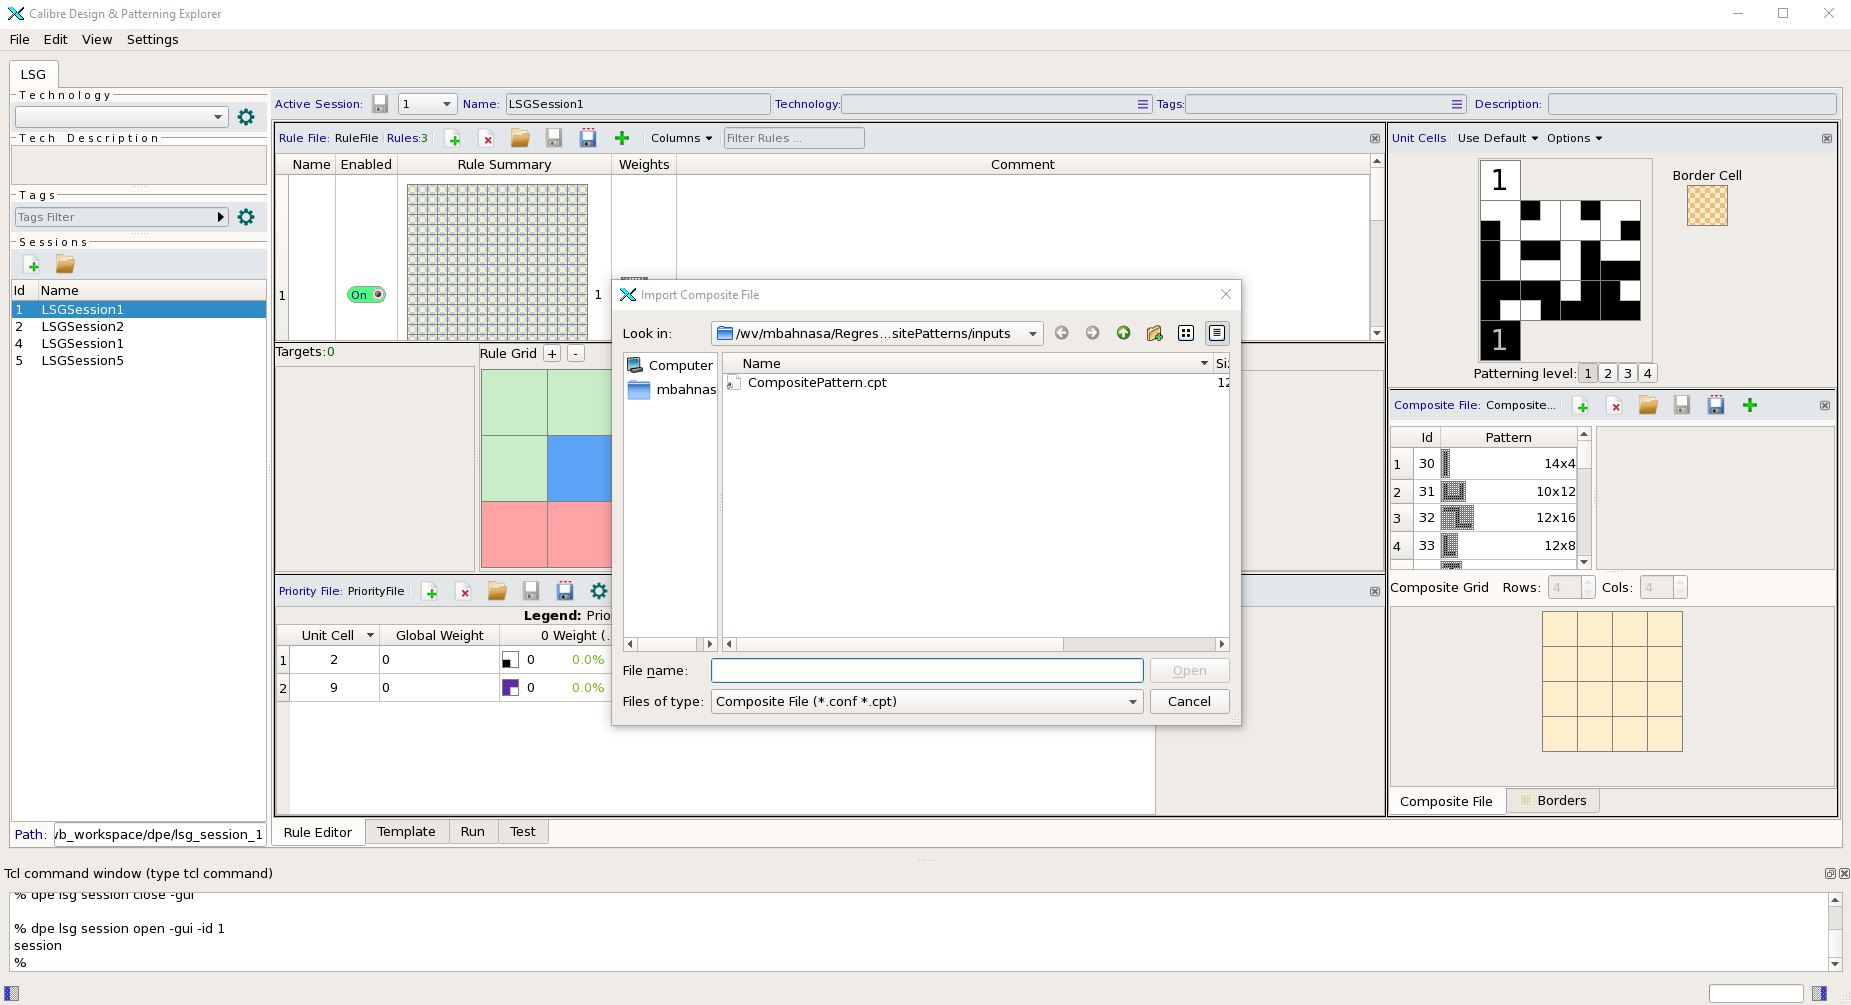 Calibre Design & Patterning Explorer
File Edit View Settings
LSG
Technology
Tech Description
Tags
Tags Filter
Sessions
Id Name
1 LSGSession1
2 LSGSession2
4 LSGSession1
5 LSGSession5
Path: /b_workspace/dpe/lsg_session_1
Active Session: 1 Name: LSGSession1 Technology: Tags: Description:
Rule File: RuleFile Rules:3 Columns Filter Rules ...
Name Enabled Rule Summary Weights Comment
1 On 1
Targets:0 Rule Grid + -
Priority File: PriorityFile
Legend: Prio
Unit Cell Global Weight 0 Weight (.
1 2 0 0 0.0%
2 9 0 0 0.0%
Rule Editor Template Run Test
Import Composite File
Look in: /wv/mbahnasa/Regres...sitePatterns/inputs
Computer
mbahnas
Name Si
CompositePattern.cpt 12
File name: Open
Files of type: Composite File (*.conf *.cpt) Cancel
Unit Cells Use Default Options
1
1
Border Cell
Patterning level: 1 2 3 4
Composite File: Composite...
Id Pattern
1 30 14x4
2 31 10x12
3 32 12x16
4 33 12x8
Composite Grid Rows: 4 Cols: 4
Composite File Borders
Tcl command window (type tcl command)
% dpe lsg session close -gui
% dpe lsg session open -gui -id 1
session
%